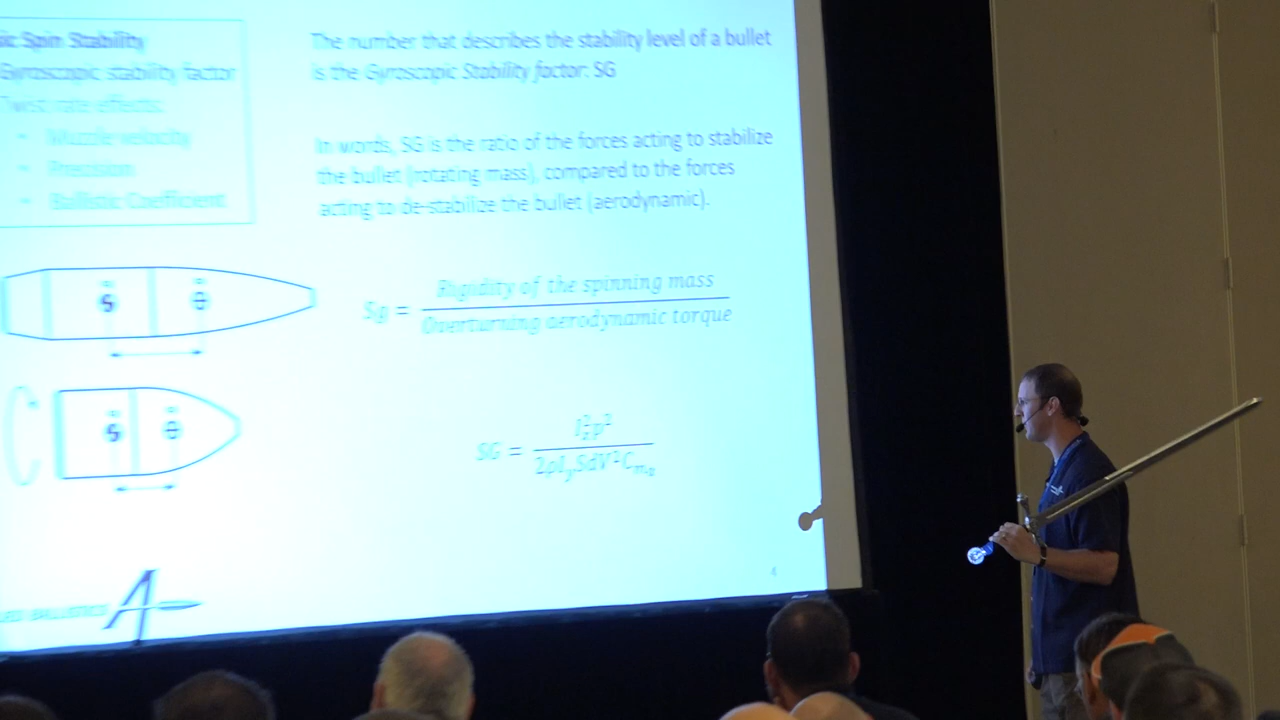 ic Spin Stability
Gyroscopic stability factor
Twist rate effects:
• Muzzle velocity
• Precision
• Ballistic Coefficient
The number that describes the stability level of a bullet
is the Gyroscopic Stability factor: SG
In words, SG is the ratio of the forces acting to stabilize
the bullet (rotating mass), compared to the forces
acting to de-stabilize the bullet (aerodynamic).
Sg = Rigidity of the spinning mass
Overturning aerodynamic torque
SG =
BALLISTICS
4